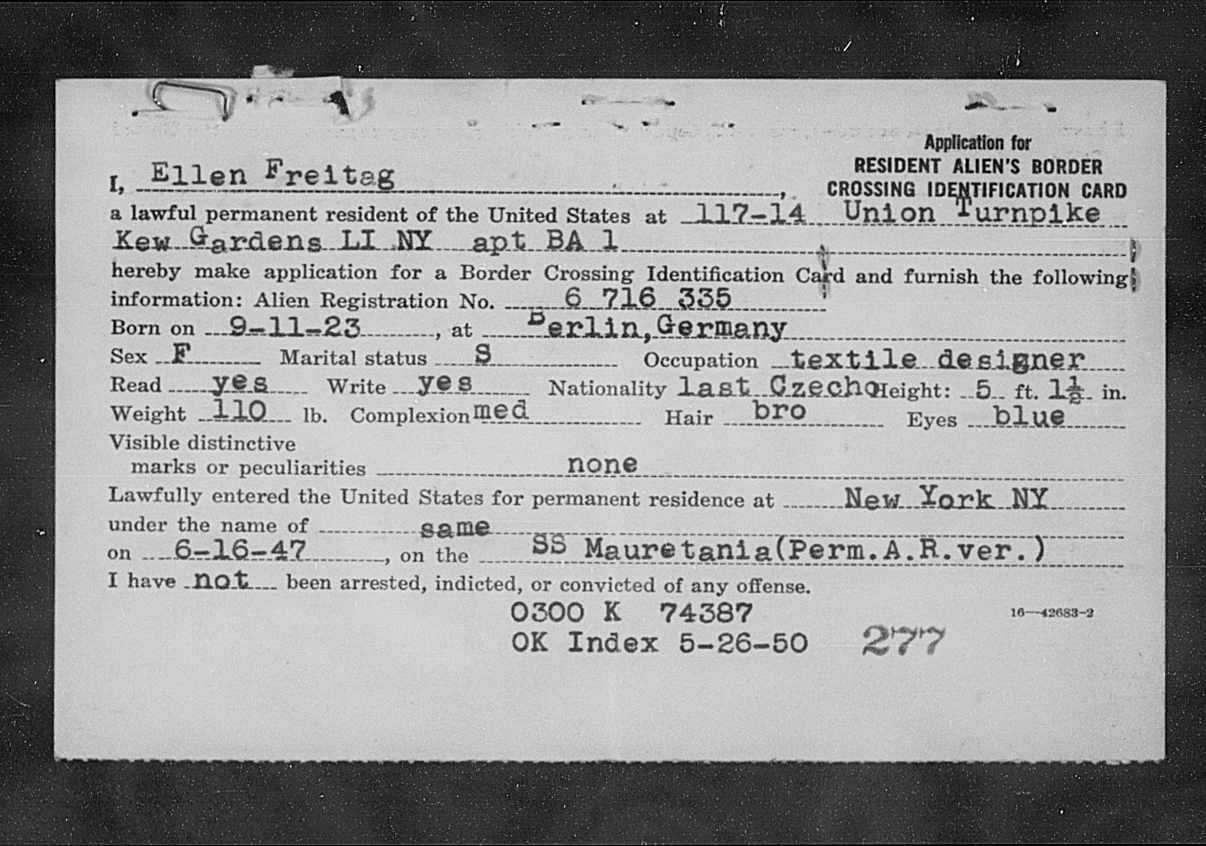 Application for
RESIDENT ALIEN'S BORDER
CROSSING IDENTIFICATION CARD
I, Ellen Freitag,
a lawful permanent resident of the United States at 117-14 Union Turnpike
Kew Gardens LI NY apt BA 1
hereby make application for a Border Crossing Identification Card and furnish the following
information: Alien Registration No. 6 716 335
Born on 9-11-23, at Berlin,Germany
Sex F Marital status S Occupation textile designer
Read yes Write yes Nationality last Czecho Height: 5 ft. 1½ in.
Weight 110 lb. Complexion med Hair bro Eyes blue
Visible distinctive
marks or peculiarities none
Lawfully entered the United States for permanent residence at New York NY
under the name of same
on 6-16-47, on the SS Mauretania(Perm.A.R.ver.)
I have not been arrested, indicted, or convicted of any offense.
0300 K 74387 16—42683-2
OK Index 5-26-50 277